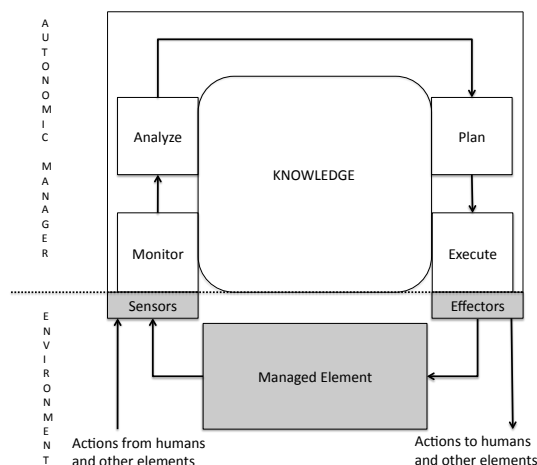 AUTONOMIC MANAGER
Analyze
Plan
KNOWLEDGE
Monitor
Execute
Sensors
Effectors
ENVIRONMENT
Managed Element
Actions from humans
and other elements
Actions to humans
and other elements